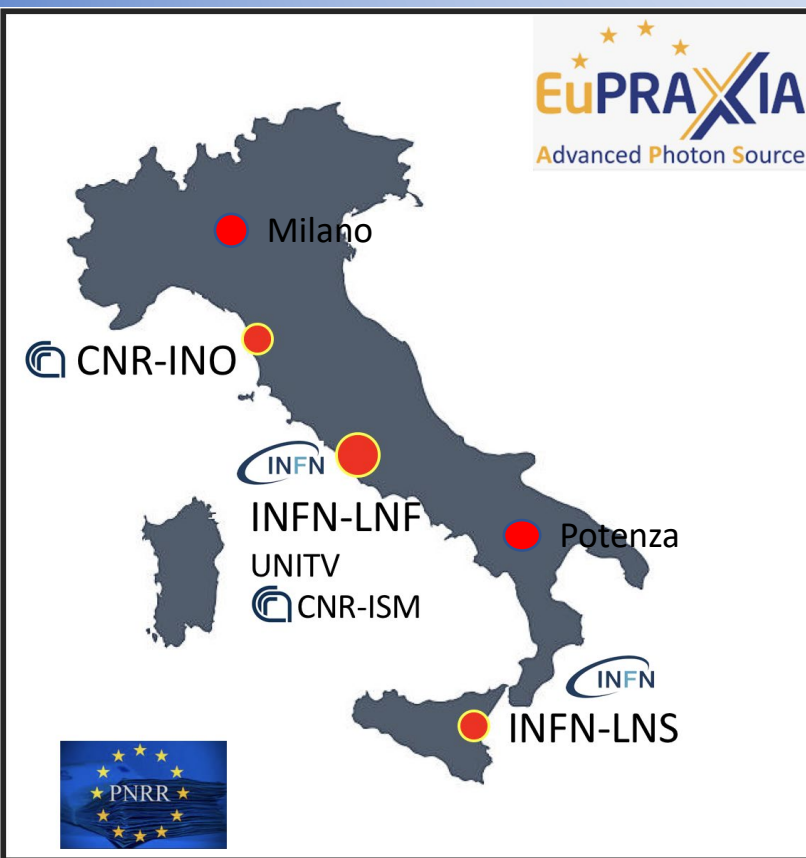 EuPRAXIA
Advanced Photon Source
Milano
CNR-INO
INFN
INFN-LNF
UNITV
CNR-ISM
Potenza
INFN
INFN-LNS
PNRR